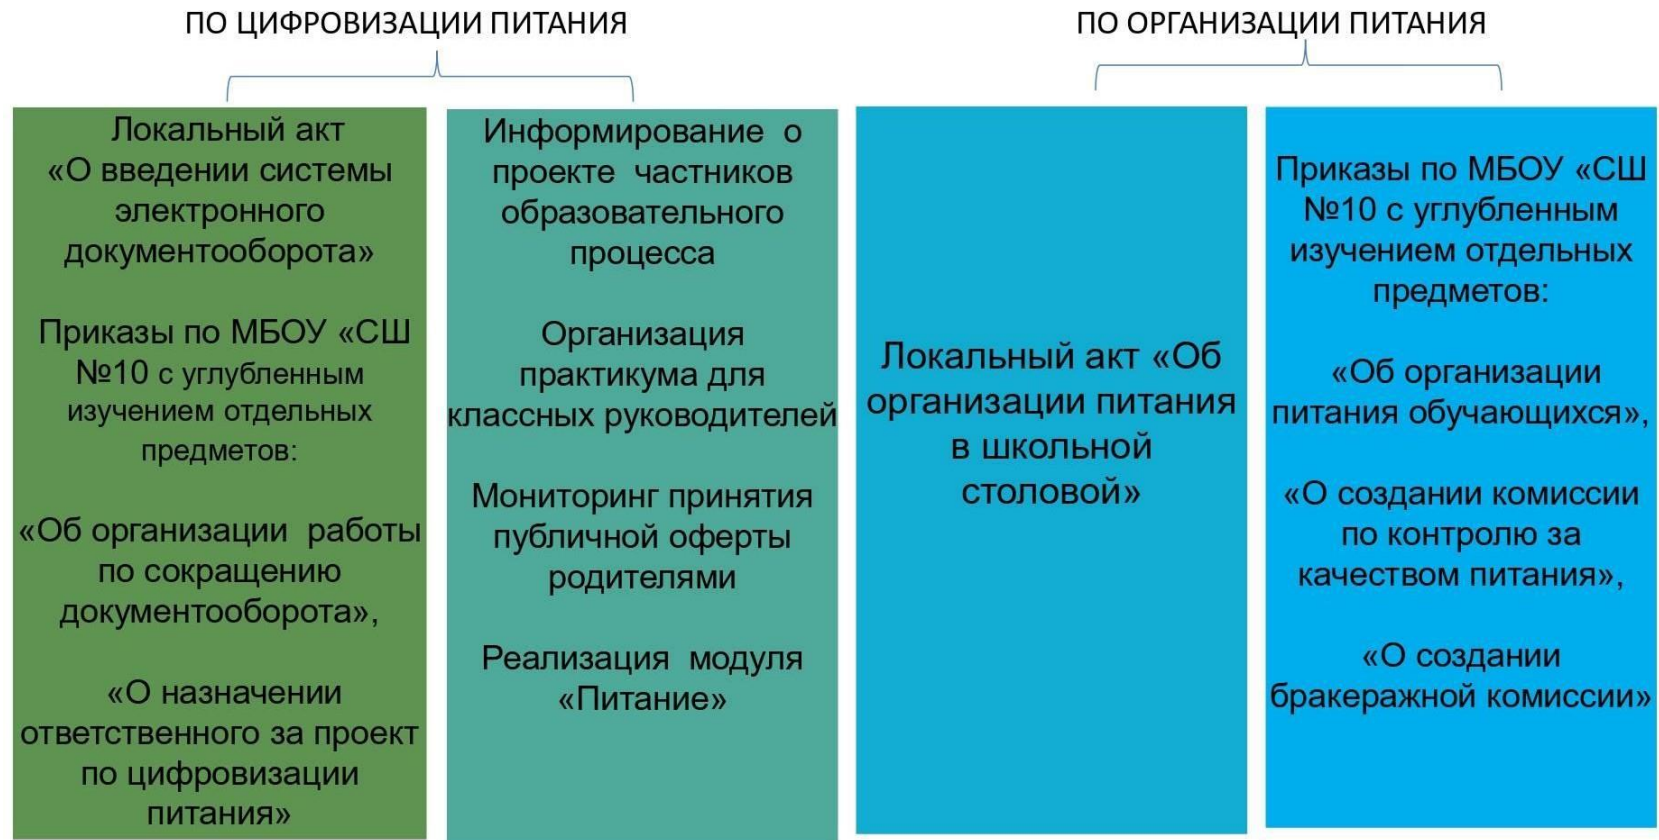 ПО ЦИФРОВИЗАЦИИ ПИТАНИЯ
ПО ОРГАНИЗАЦИИ ПИТАНИЯ
Локальный акт
«О введении системы
электронного
документооборота»
Приказы по МБОУ «СШ
№10 с углубленным
изучением отдельных
предметов:
«Об организации работы
по сокращению
документооборота»,
«О назначении
ответственного за проект
по цифровизации
питания»
Информирование о
проекте частников
образовательного
процесса
Организация
практикума для
классных руководителей
Мониторинг принятия
публичной оферты
родителями
Реализация модуля
«Питание»
Локальный акт «Об
организации питания
в школьной
столовой»
Приказы по МБОУ «СШ
№10 с углубленным
изучением отдельных
предметов:
«Об организации
питания обучающихся»,
«О создании комиссии
по контролю за
качеством питания»,
«О создании
бракеражной комиссии»